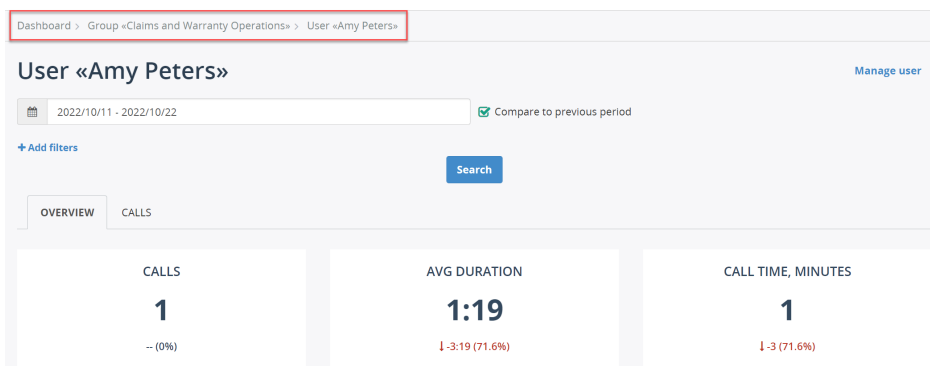 Dashboard > Group «Claims and Warranty Operations» > User «Amy Peters»
User «Amy Peters»
Manage user
2022/10/11 - 2022/10/22
Compare to previous period
+ Add filters
Search
OVERVIEW
CALLS
CALLS
1
-- (0%)
AVG DURATION
1:19
↓ -3:19 (71.6%)
CALL TIME, MINUTES
1
↓ -3 (71.6%)